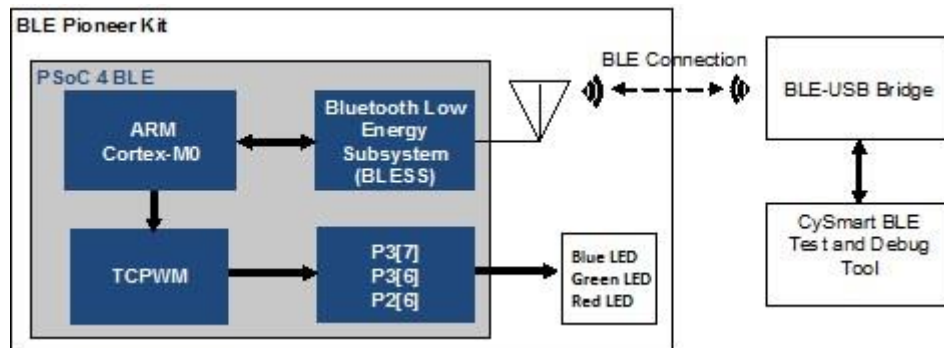 BLE Pioneer Kit
PSoC 4 BLE
ARM
Cortex-M0
Bluetooth Low
Energy
Subsystem
(BLESS)
TCPWM
P3[7]
P3[6]
P2[6]
Blue LED
Green LED
Red LED
BLE Connection
BLE-USB Bridge
CySmart BLE
Test and Debug
Tool